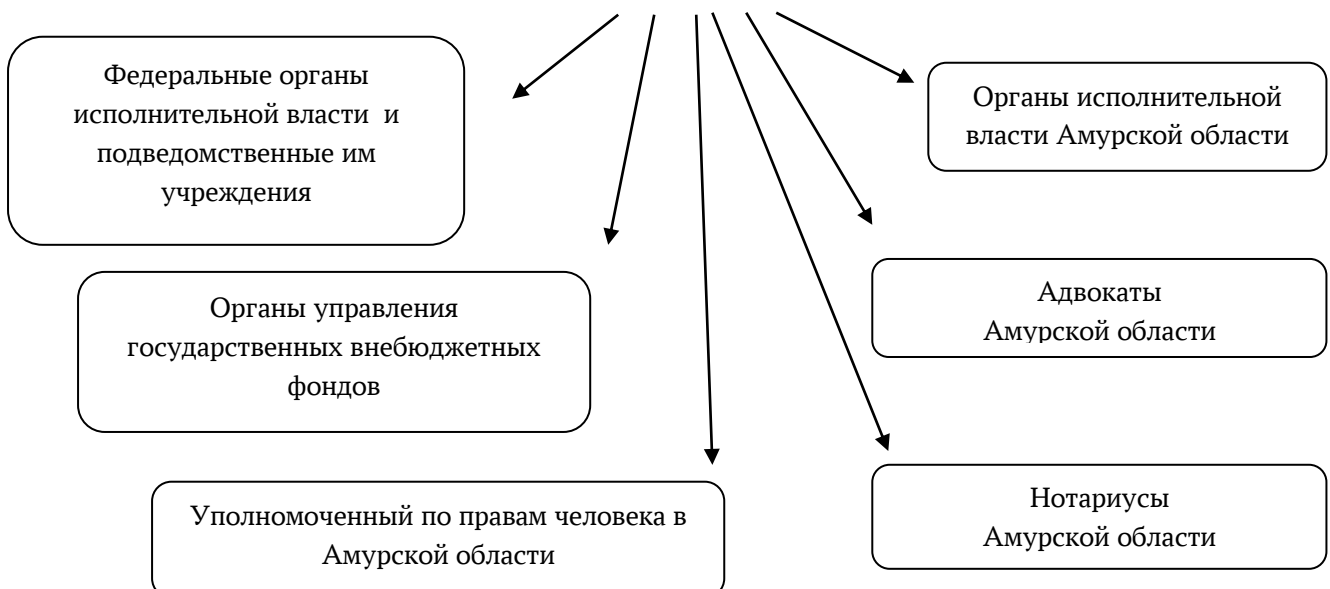 Федеральные органы
исполнительной власти и
подведомственные им
учреждения
Органы исполнительной
власти Амурской области
Органы управления
государственных внебюджетных
фондов
Адвокаты
Амурской области
Уполномоченный по правам человека в
Амурской области
Нотариусы
Амурской области